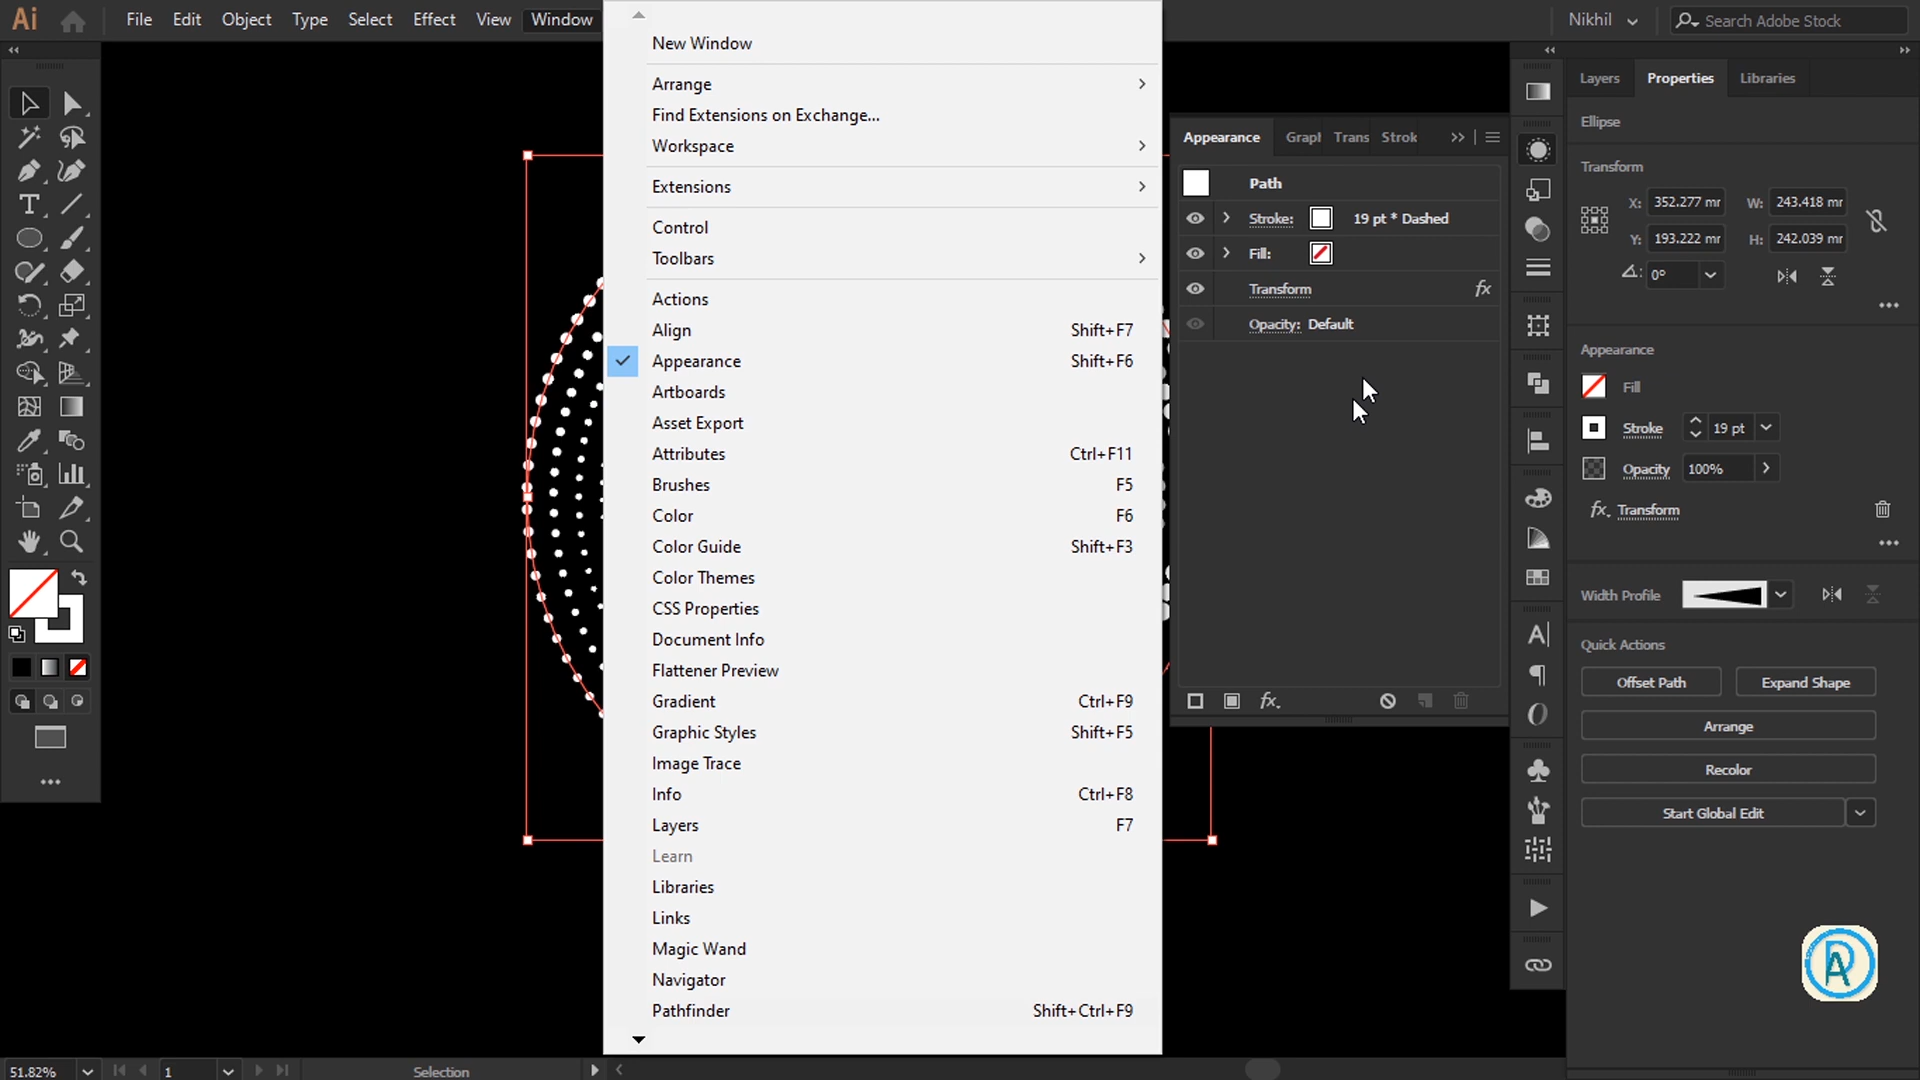 Ai File Edit Object Type Select Effect View Window
Nikhil
Search Adobe Stock
New Window
Arrange
Find Extensions on Exchange...
Workspace
Extensions
Control
Toolbars
Actions
Align Shift+F7
Appearance Shift+F6
Artboards
Asset Export
Attributes Ctrl+F11
Brushes F5
Color F6
Color Guide Shift+F3
Color Themes
CSS Properties
Document Info
Flattener Preview
Gradient Ctrl+F9
Graphic Styles Shift+F5
Image Trace
Info Ctrl+F8
Layers F7
Learn
Libraries
Links
Magic Wand
Navigator
Pathfinder Shift+Ctrl+F9
Appearance Grapl Trans Strok
Path
Stroke: 19 pt * Dashed
Fill:
Transform fx
Opacity: Default
fx.
Layers Properties Libraries
Ellipse
Transform
X: 352.277 mr W: 243.418 mr
Y: 193.222 mr H: 242.039 mr
0°
Appearance
Fill
Stroke 19 pt
Opacity 100%
fx. Transform
Width Profile
Quick Actions
Offset Path Expand Shape
Arrange
Recolor
Start Global Edit
51.82% 1 Selection